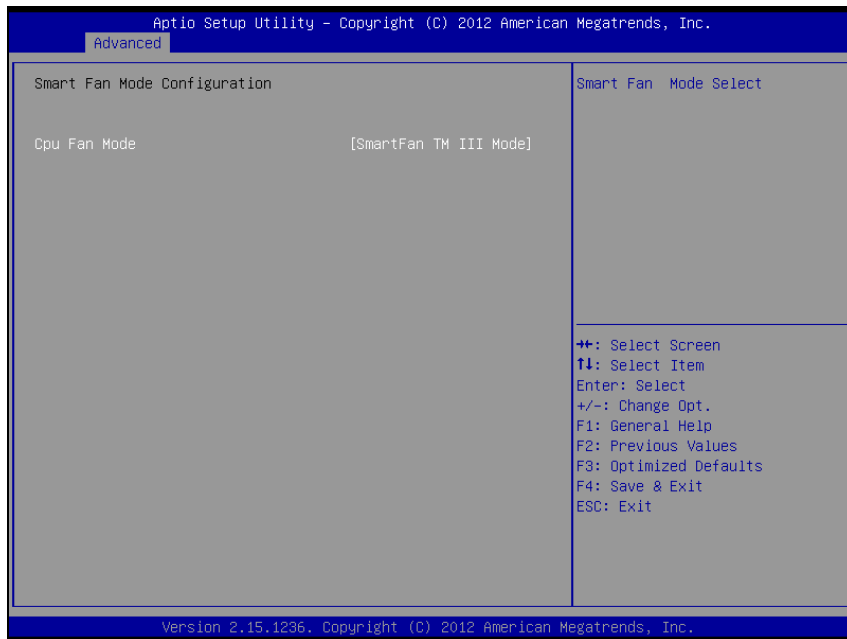 Aptio Setup Utility – Copyright (C) 2012 American Megatrends, Inc.
Advanced
Smart Fan Mode Configuration
Cpu Fan Mode [SmartFan TM III Mode]
Smart Fan  Mode Select
→←: Select Screen
↑↓: Select Item
Enter: Select
+/-: Change Opt.
F1: General Help
F2: Previous Values
F3: Optimized Defaults
F4: Save & Exit
ESC: Exit
Version 2.15.1236. Copyright (C) 2012 American Megatrends, Inc.